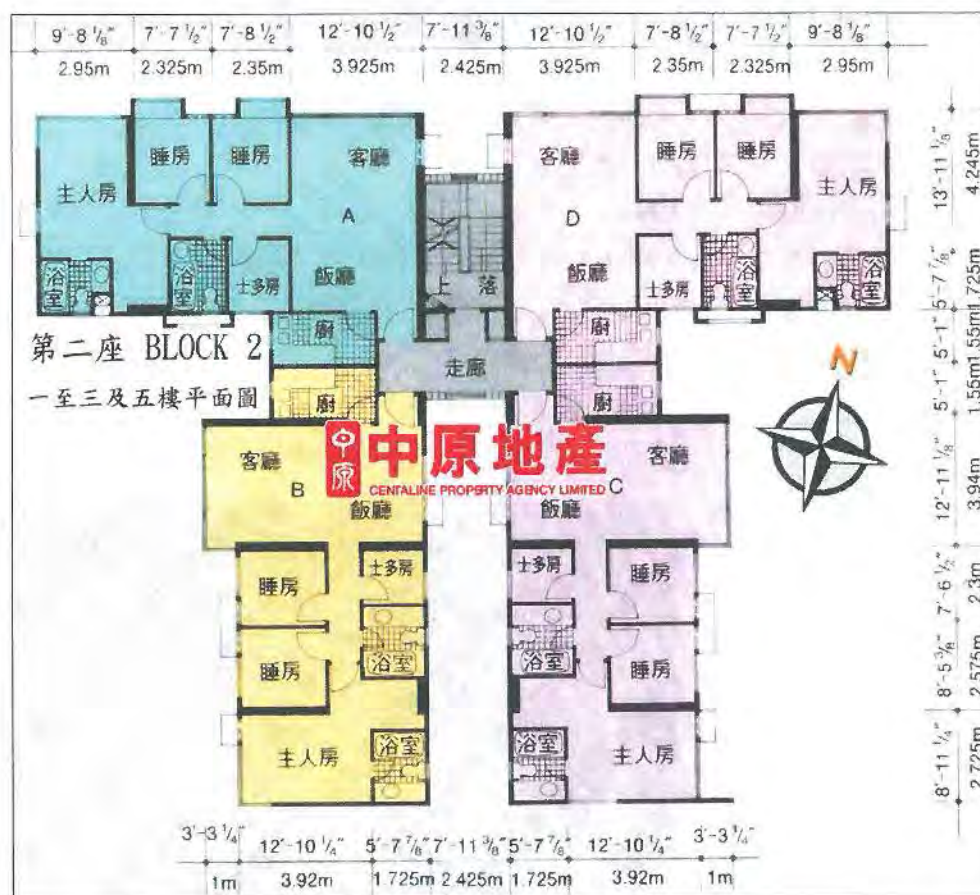 9'-8 1/8" 7'-7 1/2" 7'-8 1/2" 12'-10 1/2" 7'-11 3/8" 12'-10 1/2" 7'-8 1/2" 7'-7 1/2" 9'-8 1/8"
2.95m 2.325m 2.35m 3.925m 2.425m 3.925m 2.35m 2.325m 2.95m
主人房 睡房 睡房 客廳
A
浴室 浴室 士多房 飯廳
上 落
客廳 睡房 睡房 主人房
D
飯廳 士多房 浴室 浴室
13'-11 1/8" 4.245m
5'-7 7/8" 1.725m
5'-1" 1.55m
5'-1" 1.55m
12'-11 1/8" 3.94m
7'-6 1/2" 2.3m
8'-5 3/8" 2.575m
8'-11 1/4" 2.725m
第二座 BLOCK 2
一至三及五樓平面圖
廚 走廊 廚
廚 廚
N
中原 中原地產
CENTALINE PROPERTY AGENCY LIMITED
客廳 B 飯廳
睡房 士多房
睡房 浴室
主人房 浴室
飯廳 C 客廳
士多房 睡房
浴室 睡房
浴室 主人房
3'-3 1/4" 12'-10 1/4" 5'-7 7/8" 7'-11 3/8" 5'-7 7/8" 12'-10 1/4" 3'-3 1/4"
1m 3.92m 1.725m 2.425m 1.725m 3.92m 1m